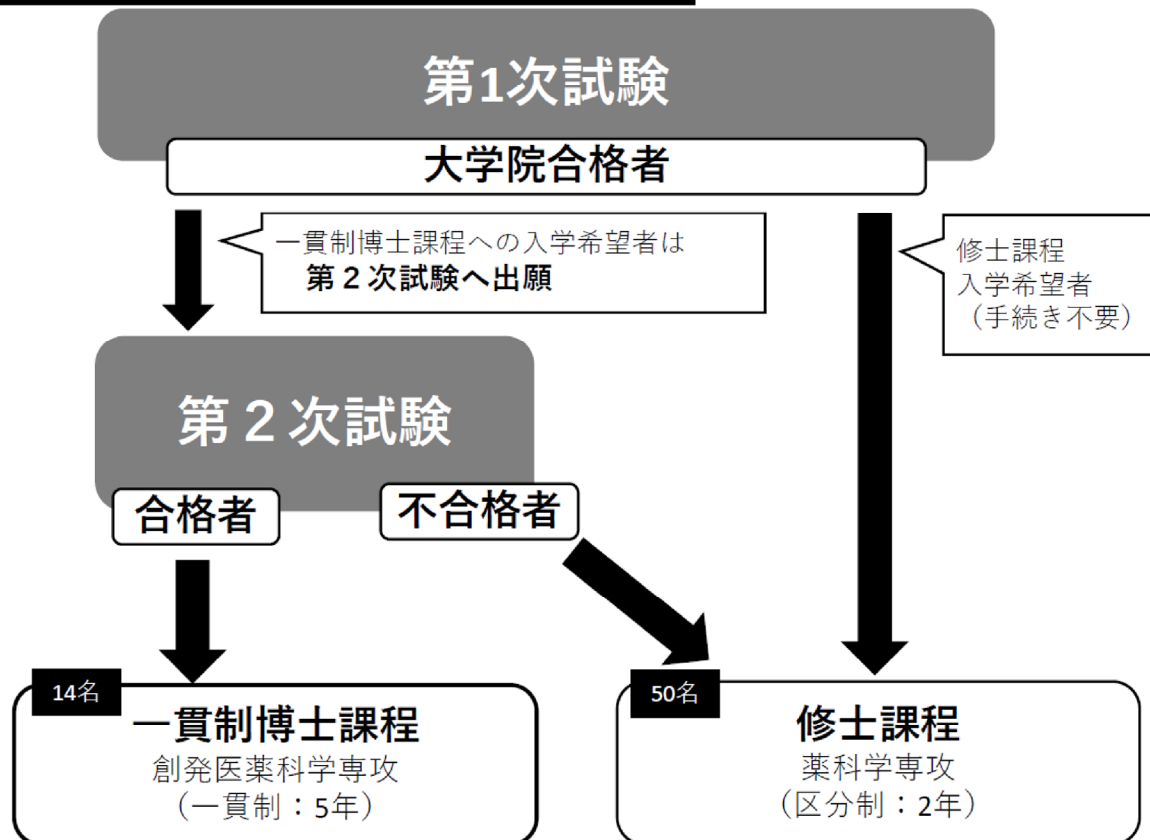 第1次試験
大学院合格者
一貫制博士課程への入学希望者は
第２次試験へ出願
修士課程
入学希望者
（手続き不要）
第２次試験
合格者
不合格者
14名
一貫制博士課程
創発医薬科学専攻
（一貫制：5年）
50名
修士課程
薬科学専攻
（区分制：2年）